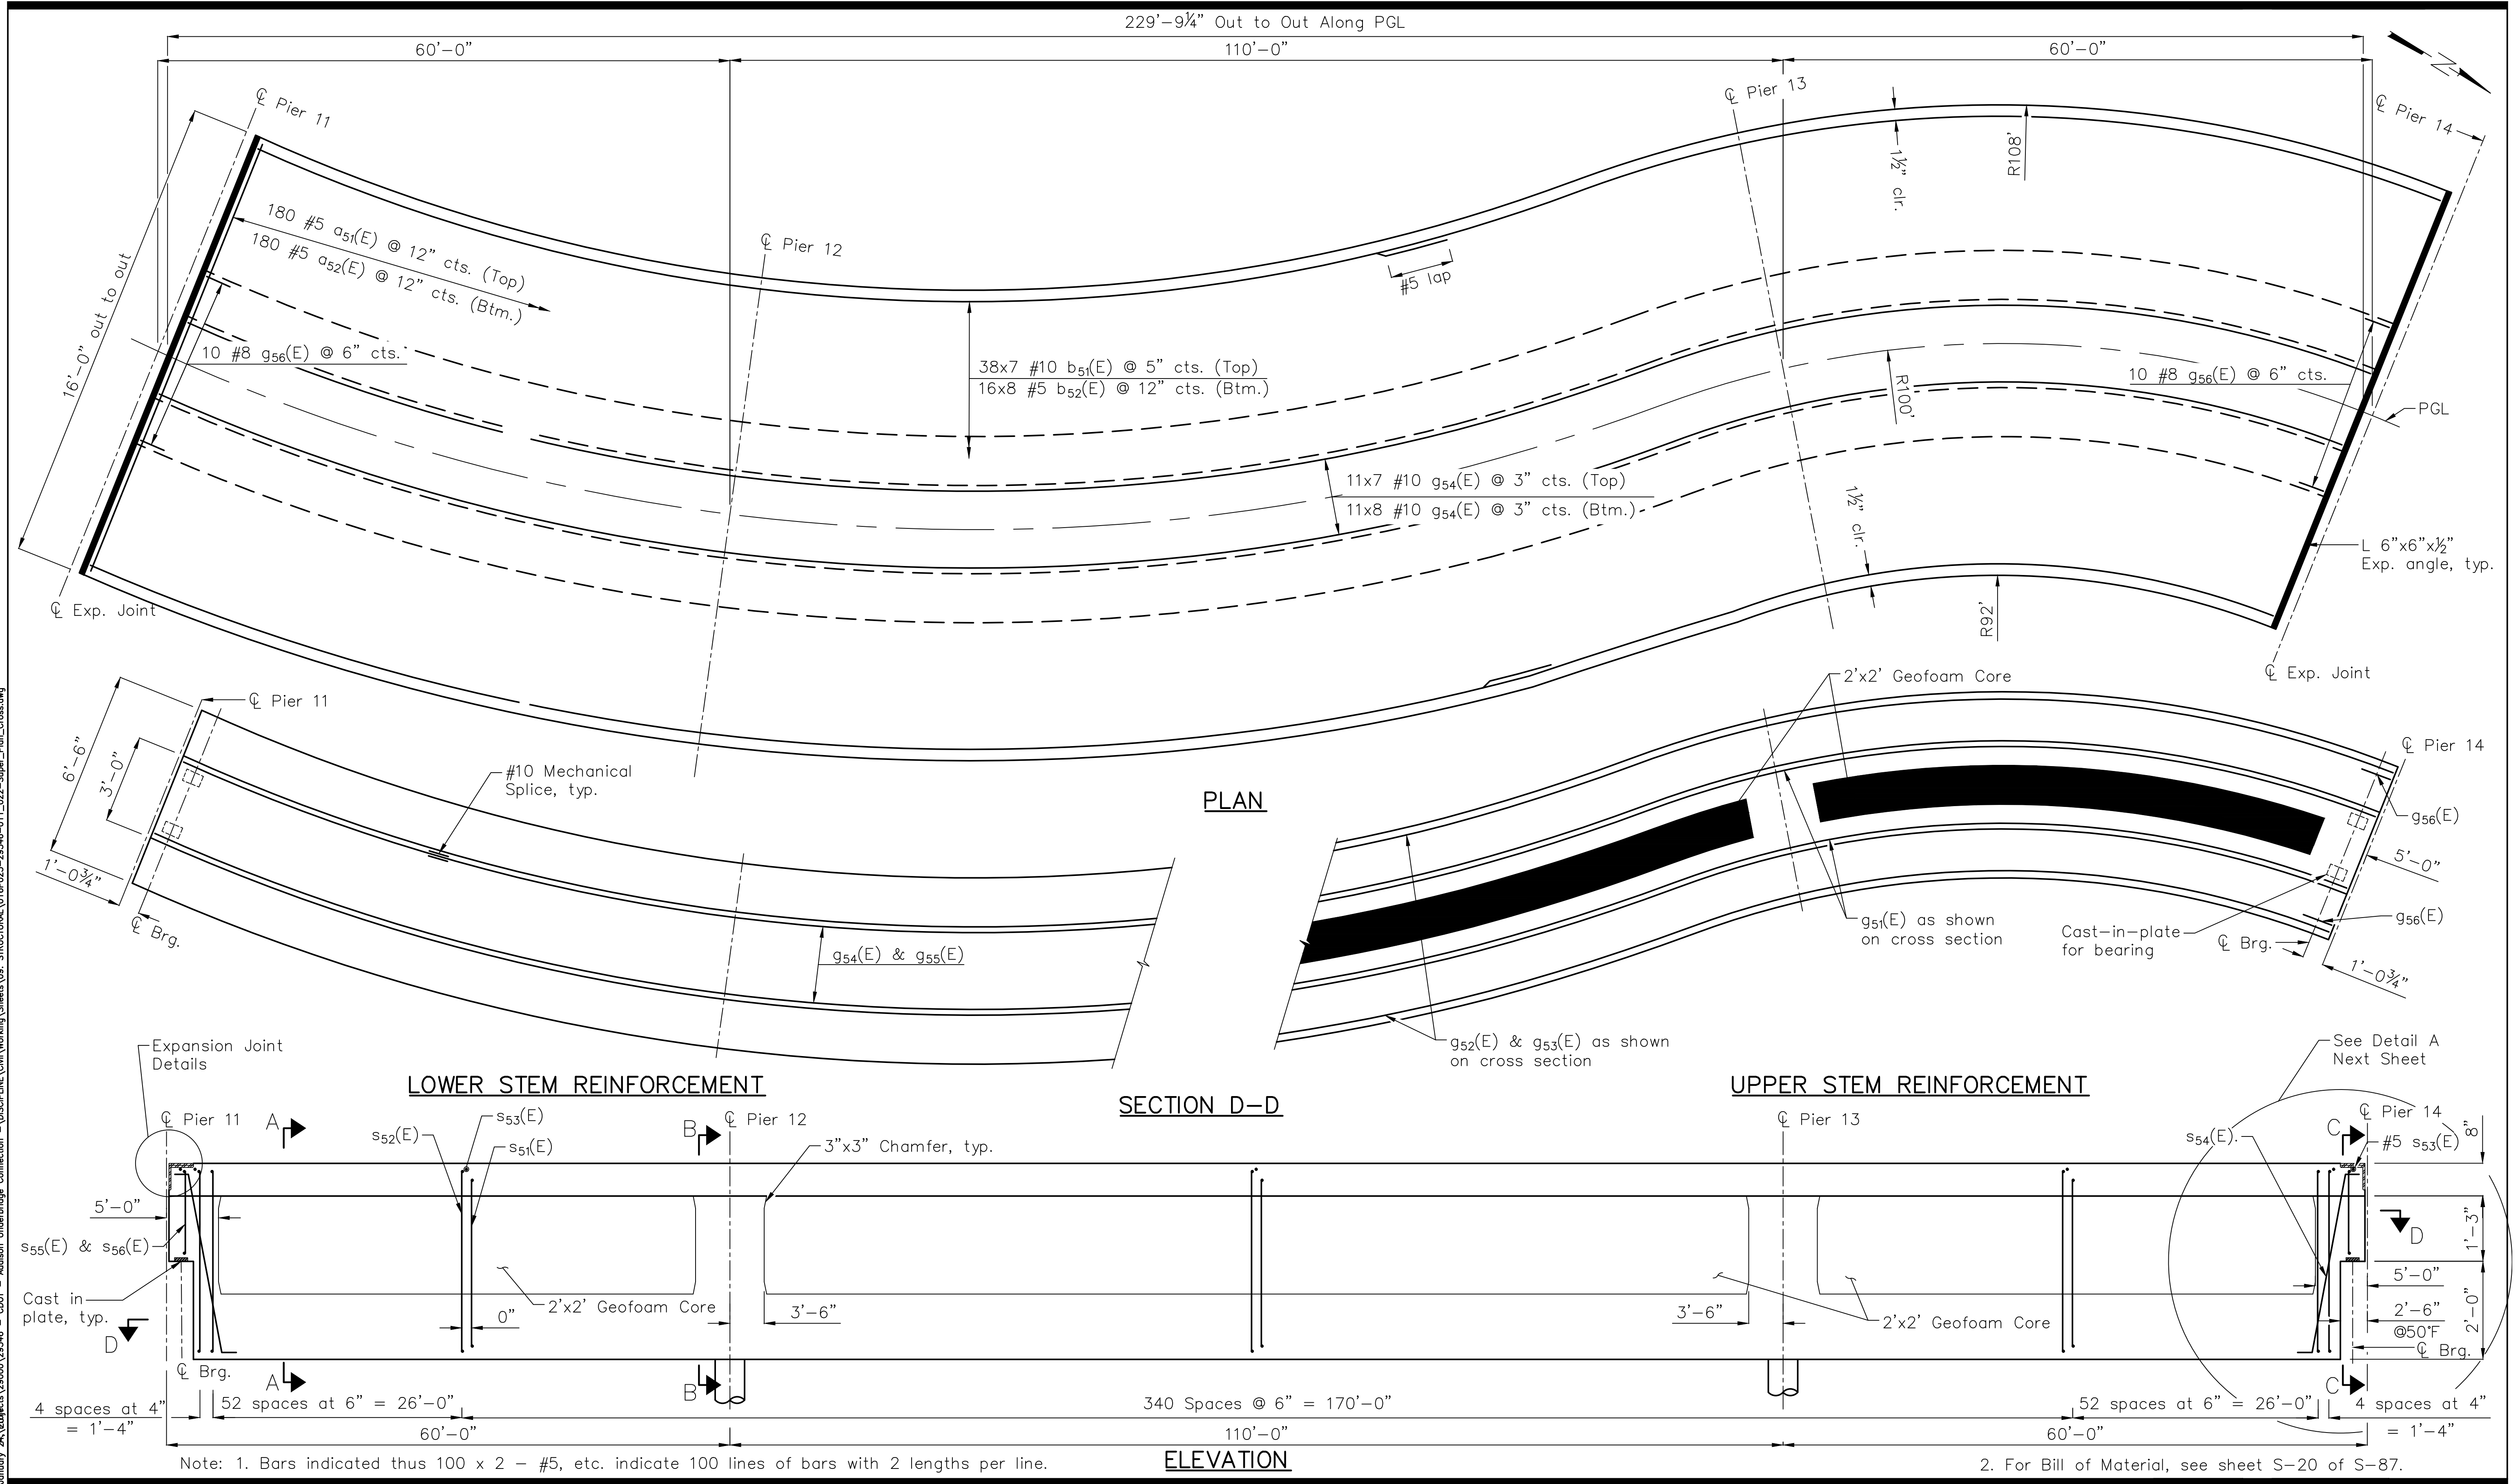 229'-9¼" Out to Out Along PGL
60'-0"
110'-0"
60'-0"
N
℄ Pier 11
℄ Pier 12
℄ Pier 13
℄ Pier 14
16'-0" out to out
180 #5 a51(E) @ 12" cts. (Top)
180 #5 a52(E) @ 12" cts. (Btm.)
10 #8 g56(E) @ 6" cts.
38x7 #10 b51(E) @ 5" cts. (Top)
16x8 #5 b52(E) @ 12" cts. (Btm.)
#5 lap
1½" clr.
R108'
R100'
10 #8 g56(E) @ 6" cts.
PGL
11x7 #10 g54(E) @ 3" cts. (Top)
11x8 #10 g54(E) @ 3" cts. (Btm.)
1½" clr.
R92'
L 6"x6"x½"
Exp. angle, typ.
℄ Exp. Joint
℄ Exp. Joint
PLAN
℄ Pier 11
6'-6"
3'-0"
1'-0¾"
℄ Brg.
#10 Mechanical
Splice, typ.
g54(E) & g55(E)
2'x2' Geofoam Core
℄ Pier 14
g56(E)
5'-0"
g56(E)
g51(E) as shown
on cross section
Cast-in-plate
for bearing
℄ Brg.
1'-0¾"
g52(E) & g53(E) as shown
on cross section
LOWER STEM REINFORCEMENT
UPPER STEM REINFORCEMENT
SECTION D-D
Expansion Joint
Details
See Detail A
Next Sheet
℄ Pier 11
A
s52(E)
s53(E)
s51(E)
B
℄ Pier 12
3"x3" Chamfer, typ.
℄ Pier 13
s54(E).
C
℄ Pier 14
#5 s53(E)
8"
5'-0"
s55(E) & s56(E)
Cast in
plate, typ.
D
℄ Brg.
A
0"
2'x2' Geofoam Core
B
3'-6"
3'-6"
2'x2' Geofoam Core
D
1'-3"
5'-0"
2'-6"
@50°F
2'-0"
℄ Brg.
C
4 spaces at 4"
= 1'-4"
52 spaces at 6" = 26'-0"
340 Spaces @ 6" = 170'-0"
52 spaces at 6" = 26'-0"
4 spaces at 4"
= 1'-4"
60'-0"
110'-0"
60'-0"
ELEVATION
Note: 1. Bars indicated thus 100 x 2 - #5, etc. indicate 100 lines of bars with 2 lengths per line.
2. For Bill of Material, see sheet S-20 of S-87.